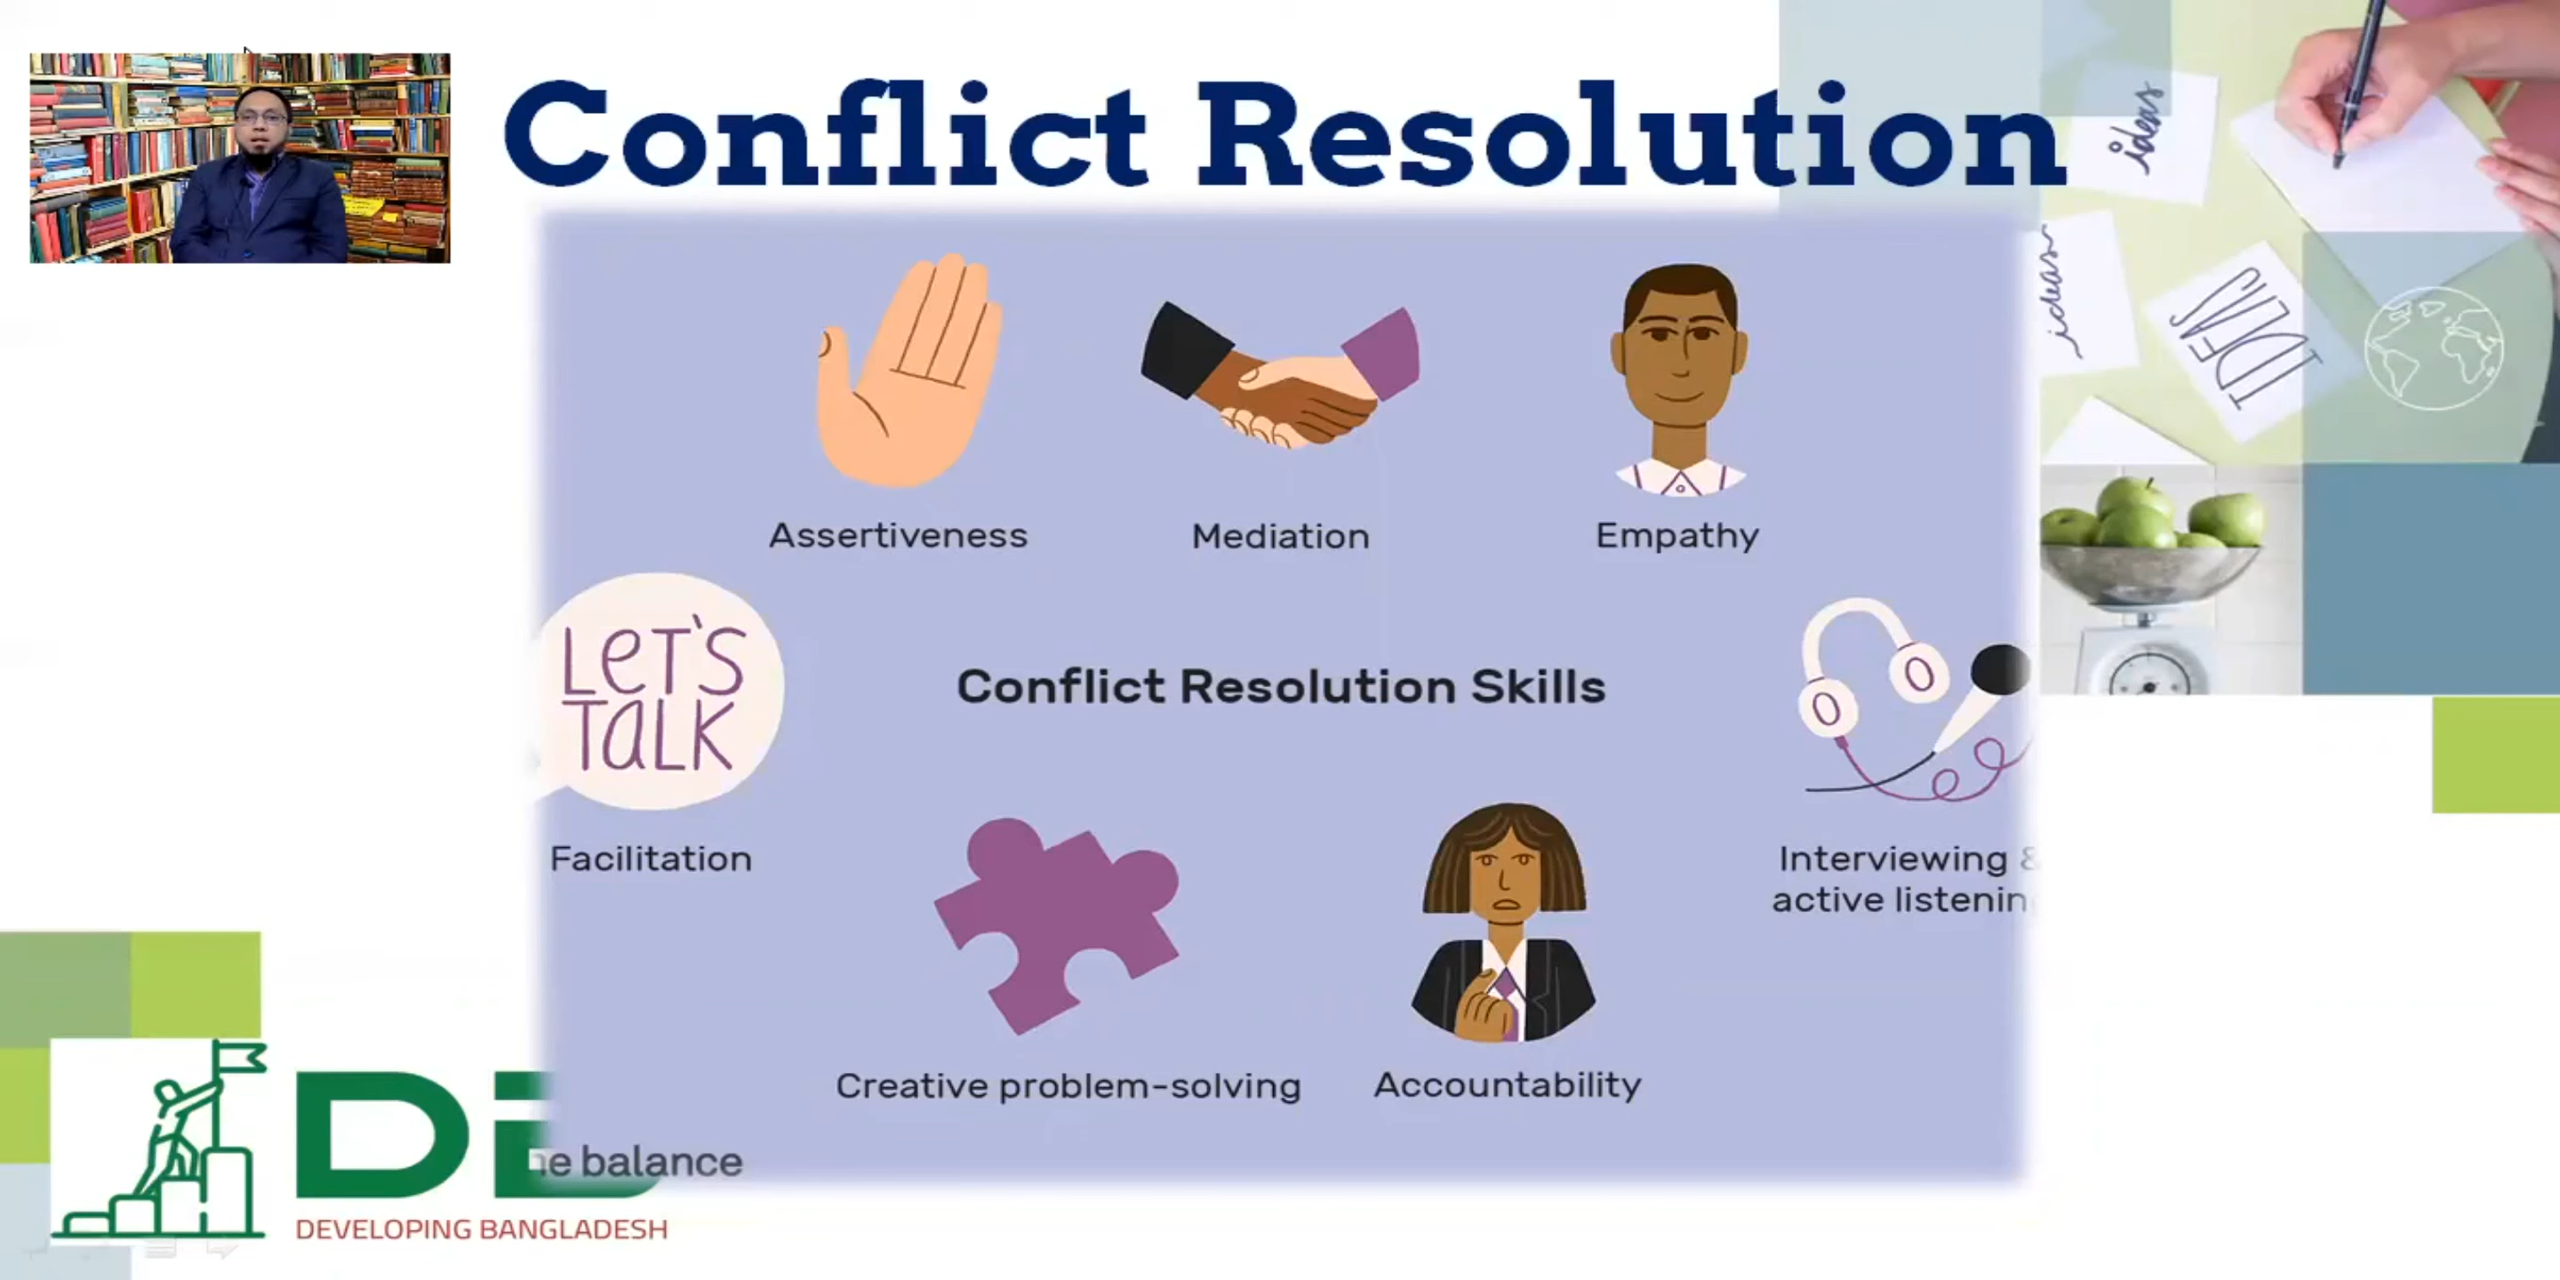 Conflict Resolution
ideas
ideas
IDEAS
Assertiveness
Mediation
Empathy
LET'S
TALK
Conflict Resolution Skills
Facilitation
Interviewing &
active listenin
Creative problem-solving
Accountability
balance
DEVELOPING BANGLADESH